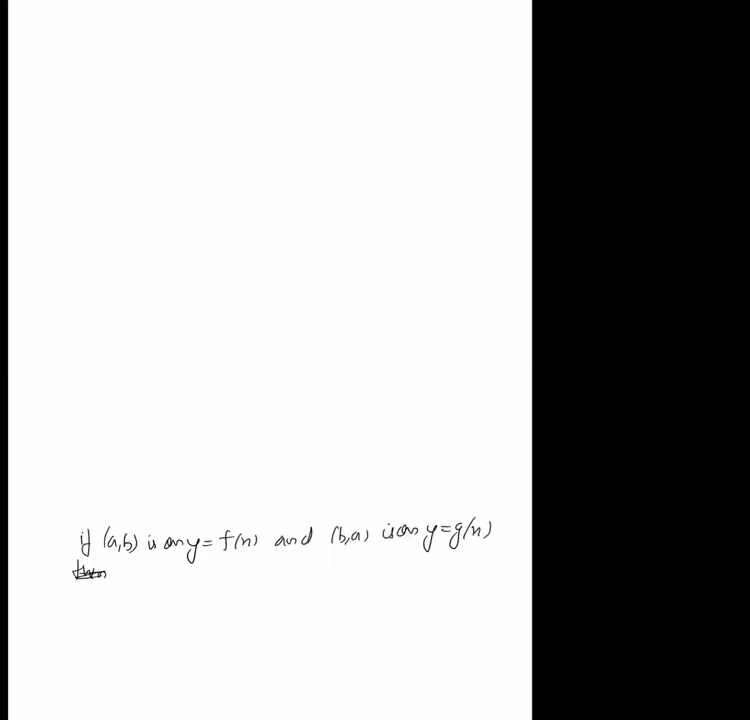 if (a,b) is on y = f(x) and (b,a) is on y = g(x)